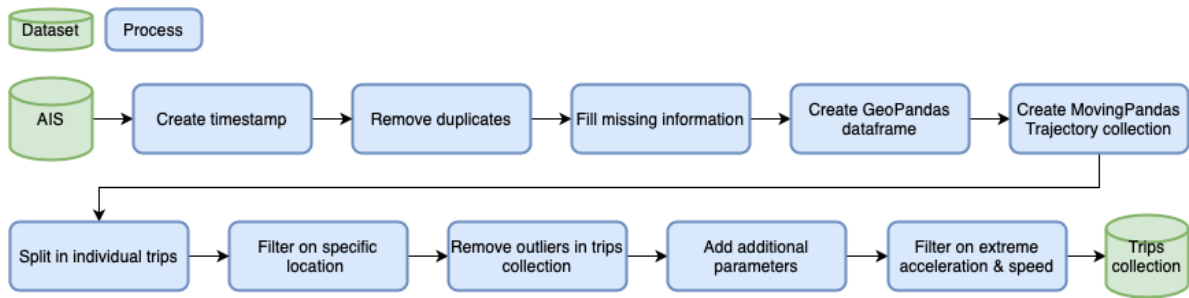 Dataset
Process
AIS
Create timestamp
Remove duplicates
Fill missing information
Create GeoPandas
dataframe
Create MovingPandas
Trajectory collection
Split in individual trips
Filter on specific
location
Remove outliers in trips
collection
Add additional
parameters
Filter on extreme
acceleration & speed
Trips
collection